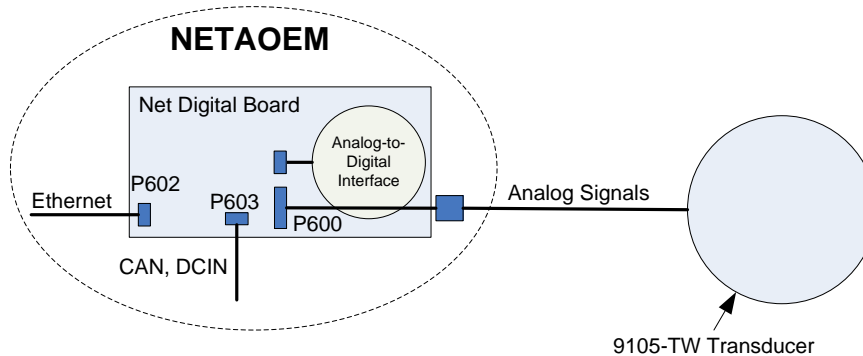 NETAOEM
Net Digital Board
Analog-to-
Digital
Interface
P602
Ethernet
P603
P600
Analog Signals
CAN, DCIN
9105-TW Transducer